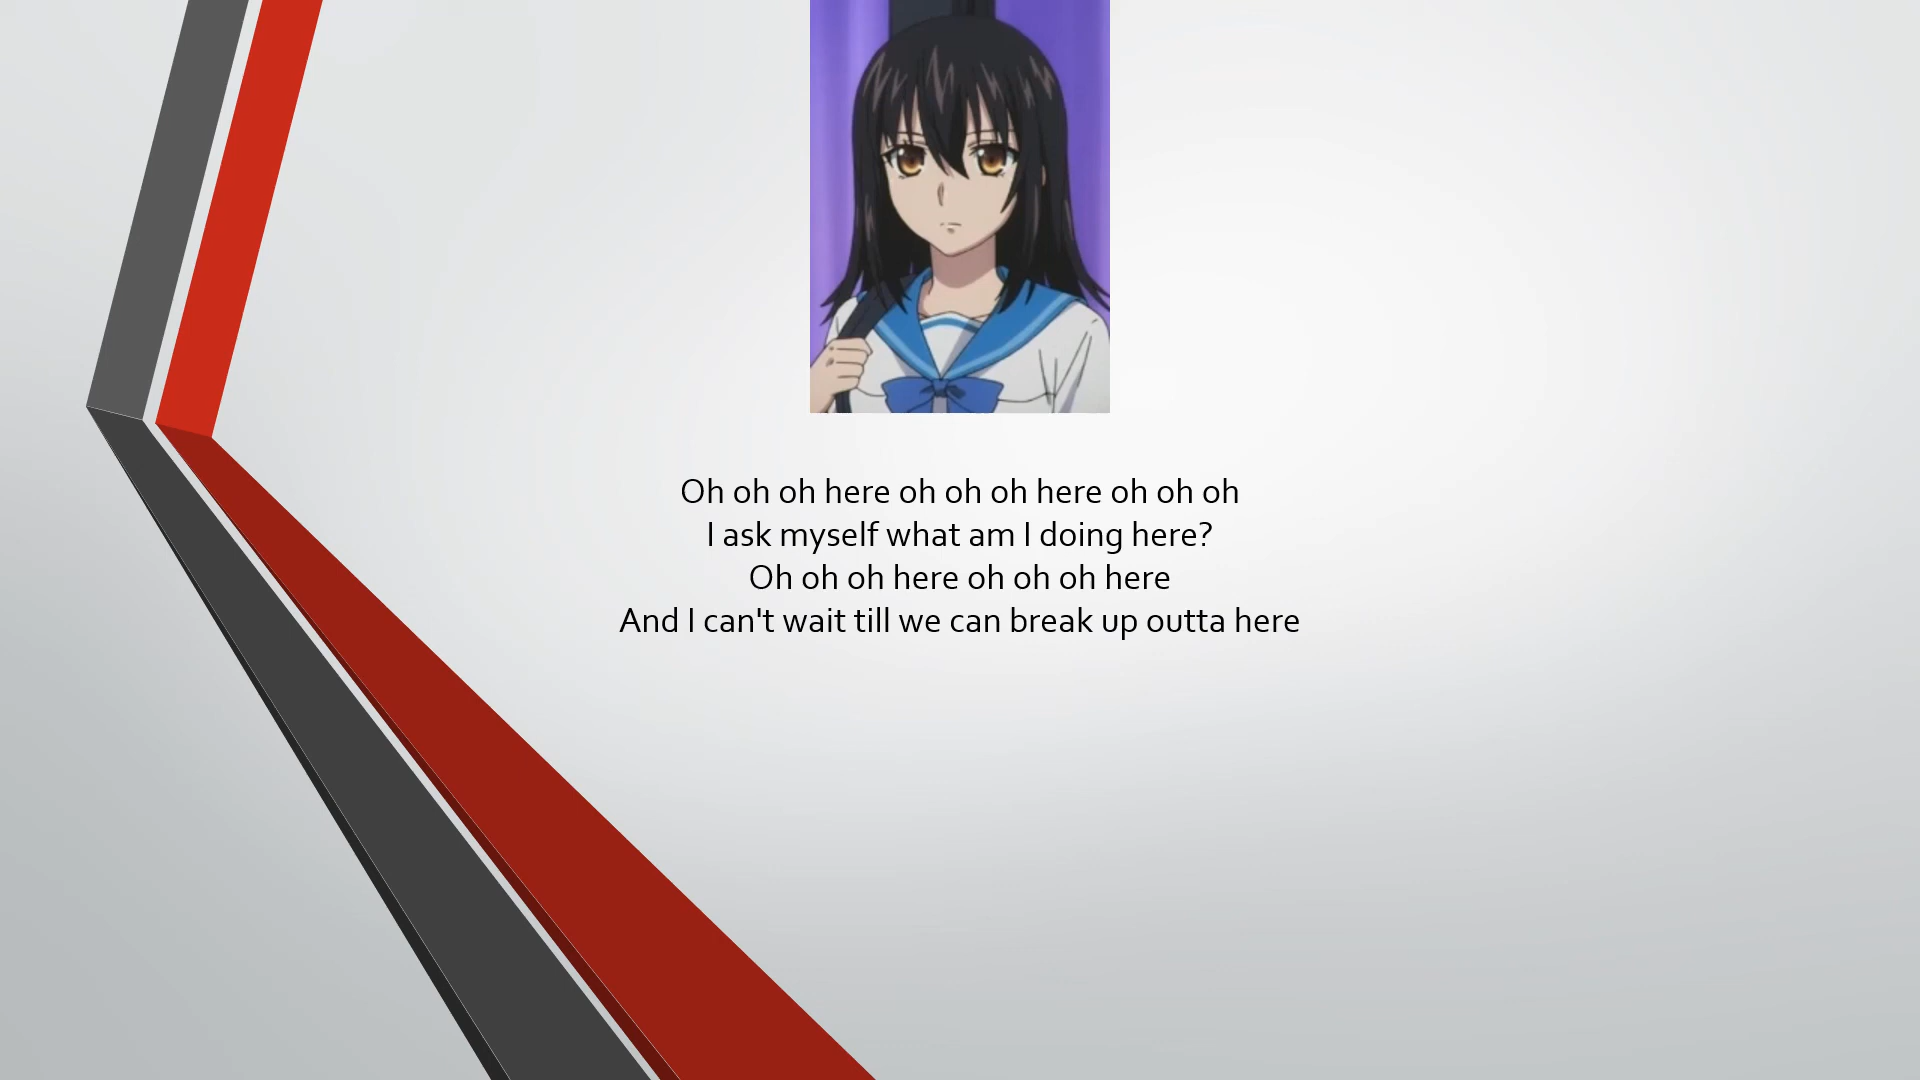 Oh oh oh here oh oh oh here oh oh oh
I ask myself what am I doing here?
Oh oh oh here oh oh oh here
And I can't wait till we can break up outta here